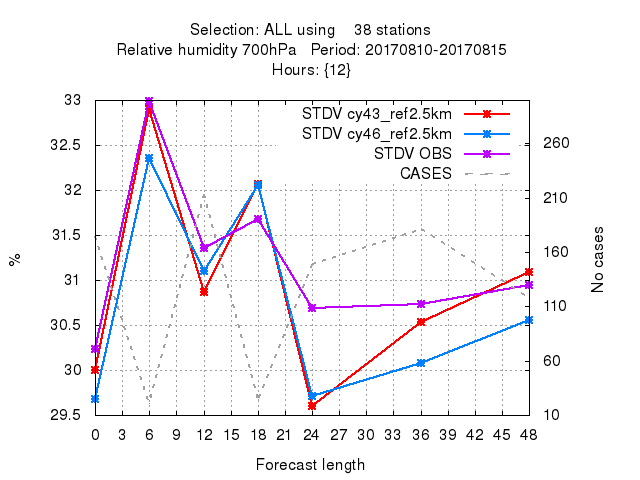 Selection: ALL using    38 stations
Relative humidity 700hPa   Period: 20170810-20170815
Hours: {12}
STDV cy43_ref2.5km
STDV cy46_ref2.5km
STDV OBS
CASES
33
32.5
32
31.5
31
30.5
30
29.5
%
260
210
160
110
60
10
No cases
0 3 6 9 12 15 18 21 24 27 30 33 36 39 42 45 48
Forecast length